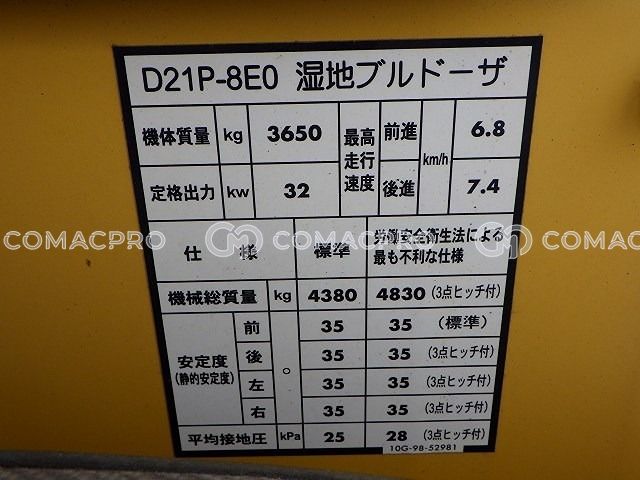 D21P-8E0 湿地ブルドーザ
機体質量 kg 3650 最高走行速度 前進 km/h 6.8
定格出力 kw 32 後進 7.4
仕様 標準 労働安全衛生法による
最も不利な仕様
COMACPRO COMACPRO COMACPRO
機械総質量 kg 4380 4830 (3点ヒッチ付)
安定度
(静的安定度)
前 ° 35 35 (標準)
後 35 35 (3点ヒッチ付)
左 35 35 (3点ヒッチ付)
右 35 35 (3点ヒッチ付)
平均接地圧 kPa 25 28 (3点ヒッチ付)
10G-98-52981